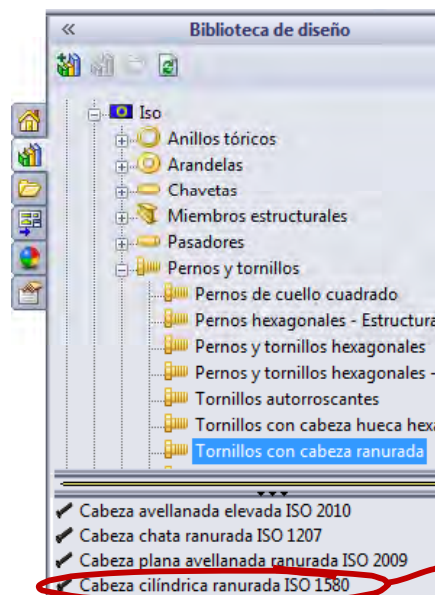 Biblioteca de diseño
Iso
Anillos tóricos
Arandelas
Chavetas
Miembros estructurales
Pasadores
Pernos y tornillos
Pernos de cuello cuadrado
Pernos hexagonales - Estructura
Pernos y tornillos hexagonales
Pernos y tornillos hexagonales -
Tornillos autorroscantes
Tornillos con cabeza hueca hexa
Tornillos con cabeza ranurada
Cabeza avellanada elevada ISO 2010
Cabeza chata ranurada ISO 1207
Cabeza plana avellanada ranurada ISO 2009
Cabeza cilíndrica ranurada ISO 1580